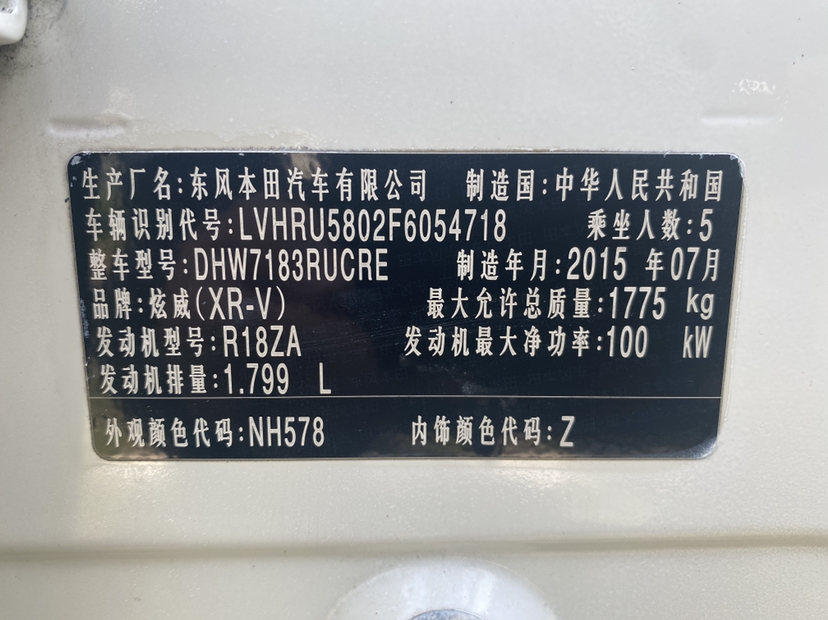 生产厂名:东风本田汽车有限公司 制造国:中华人民共和国
车辆识别代号:LVHRU5802F6054718 乘坐人数:5
整车型号:DHW7183RUCRE 制造年月:2015 年07月
品牌:炫威(XR-V) 最大允许总质量:1775 kg
发动机型号:R18ZA 发动机最大净功率:100 kW
发动机排量:1.799 L
外观颜色代码:NH578 内饰颜色代码:Z